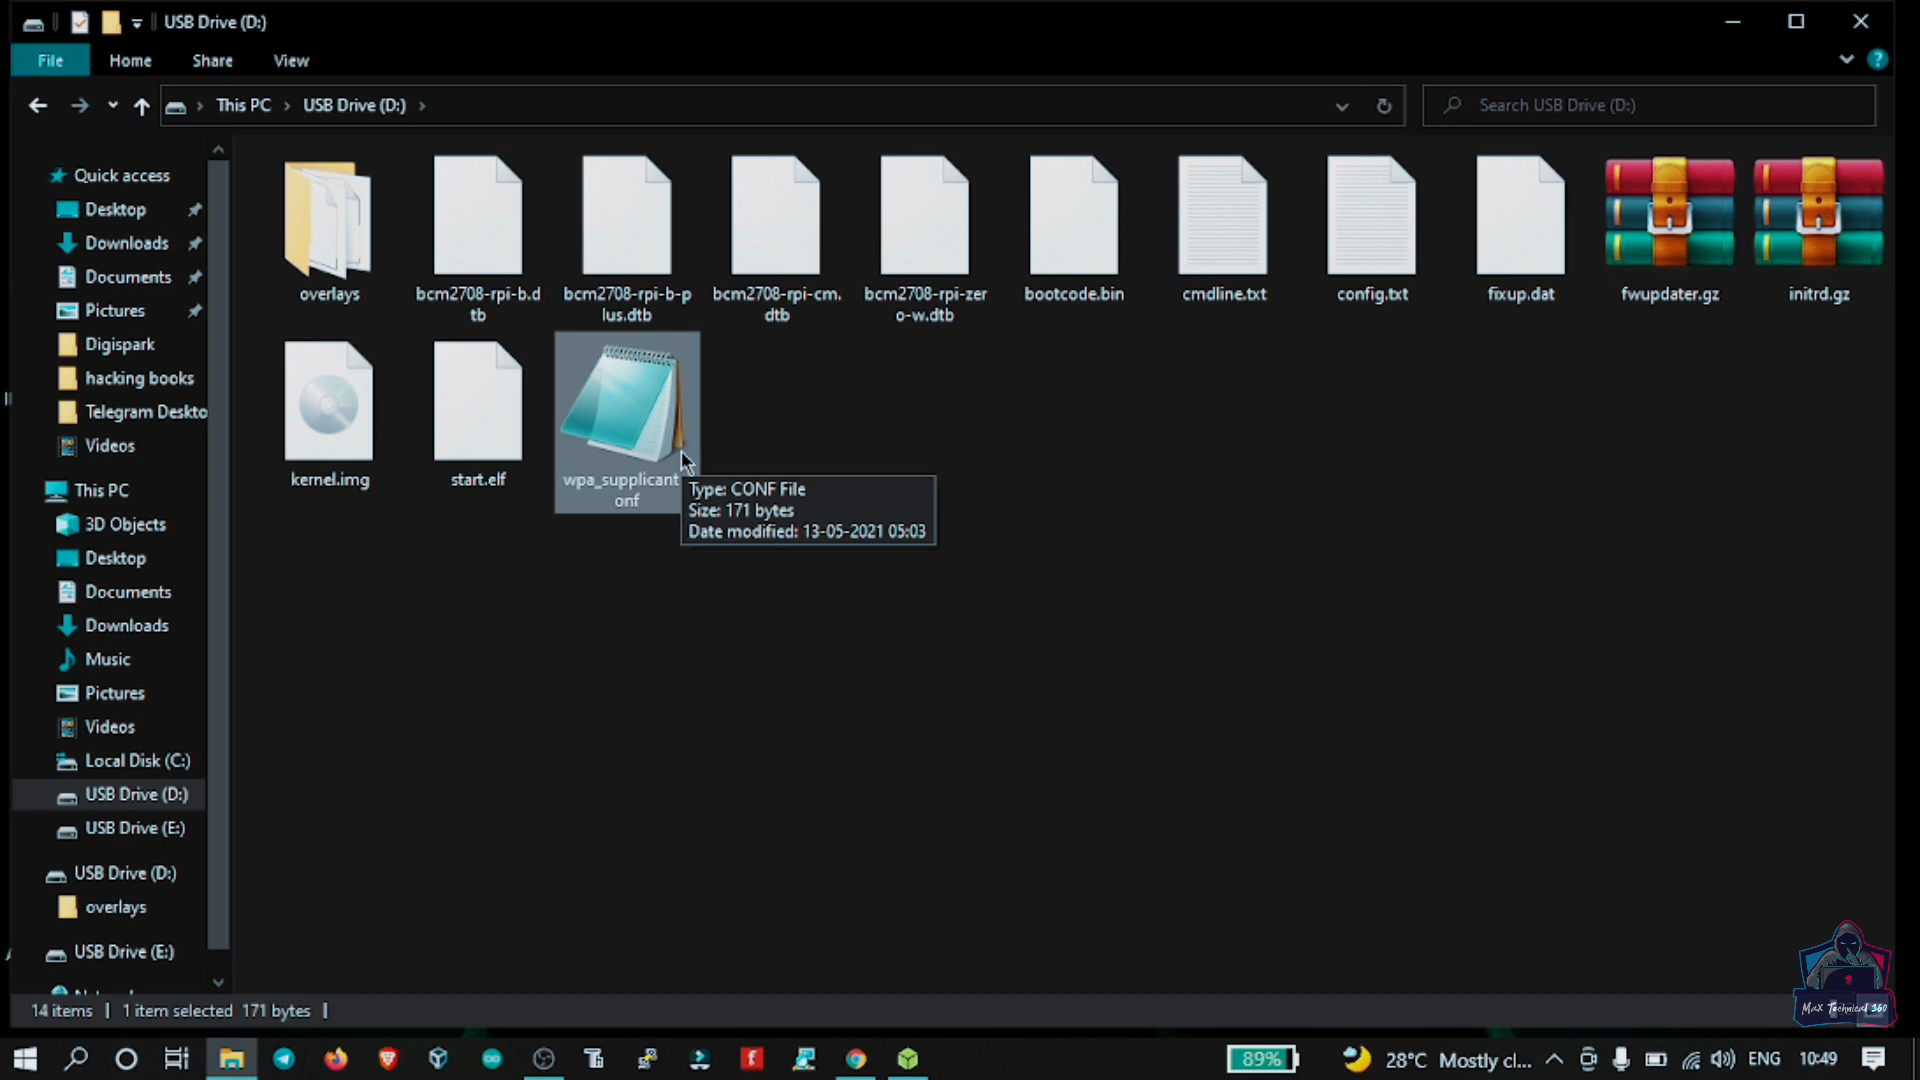 USB Drive (D:)
File Home Share View
This PC USB Drive (D:)
Search USB Drive (D:)
Quick access
Desktop
Downloads
Documents
Pictures
Digispark
hacking books
Telegram Deskto
Videos
This PC
3D Objects
Desktop
Documents
Downloads
Music
Pictures
Videos
Local Disk (C:)
USB Drive (D:)
USB Drive (E:)
USB Drive (D:)
overlays
USB Drive (E:)
overlays
bcm2708-rpi-b.d
tb
bcm2708-rpi-b-p
lus.dtb
bcm2708-rpi-cm.
dtb
bcm2708-rpi-zer
o-w.dtb
bootcode.bin
cmdline.txt
config.txt
fixup.dat
fwupdater.gz
initrd.gz
kernel.img
start.elf
wpa_supplicant
onf
Type: CONF File
Size: 171 bytes
Date modified: 13-05-2021 05:03
14 items 1 item selected 171 bytes
Max Technical 360
89% 28°C Mostly cl... ENG 10:49